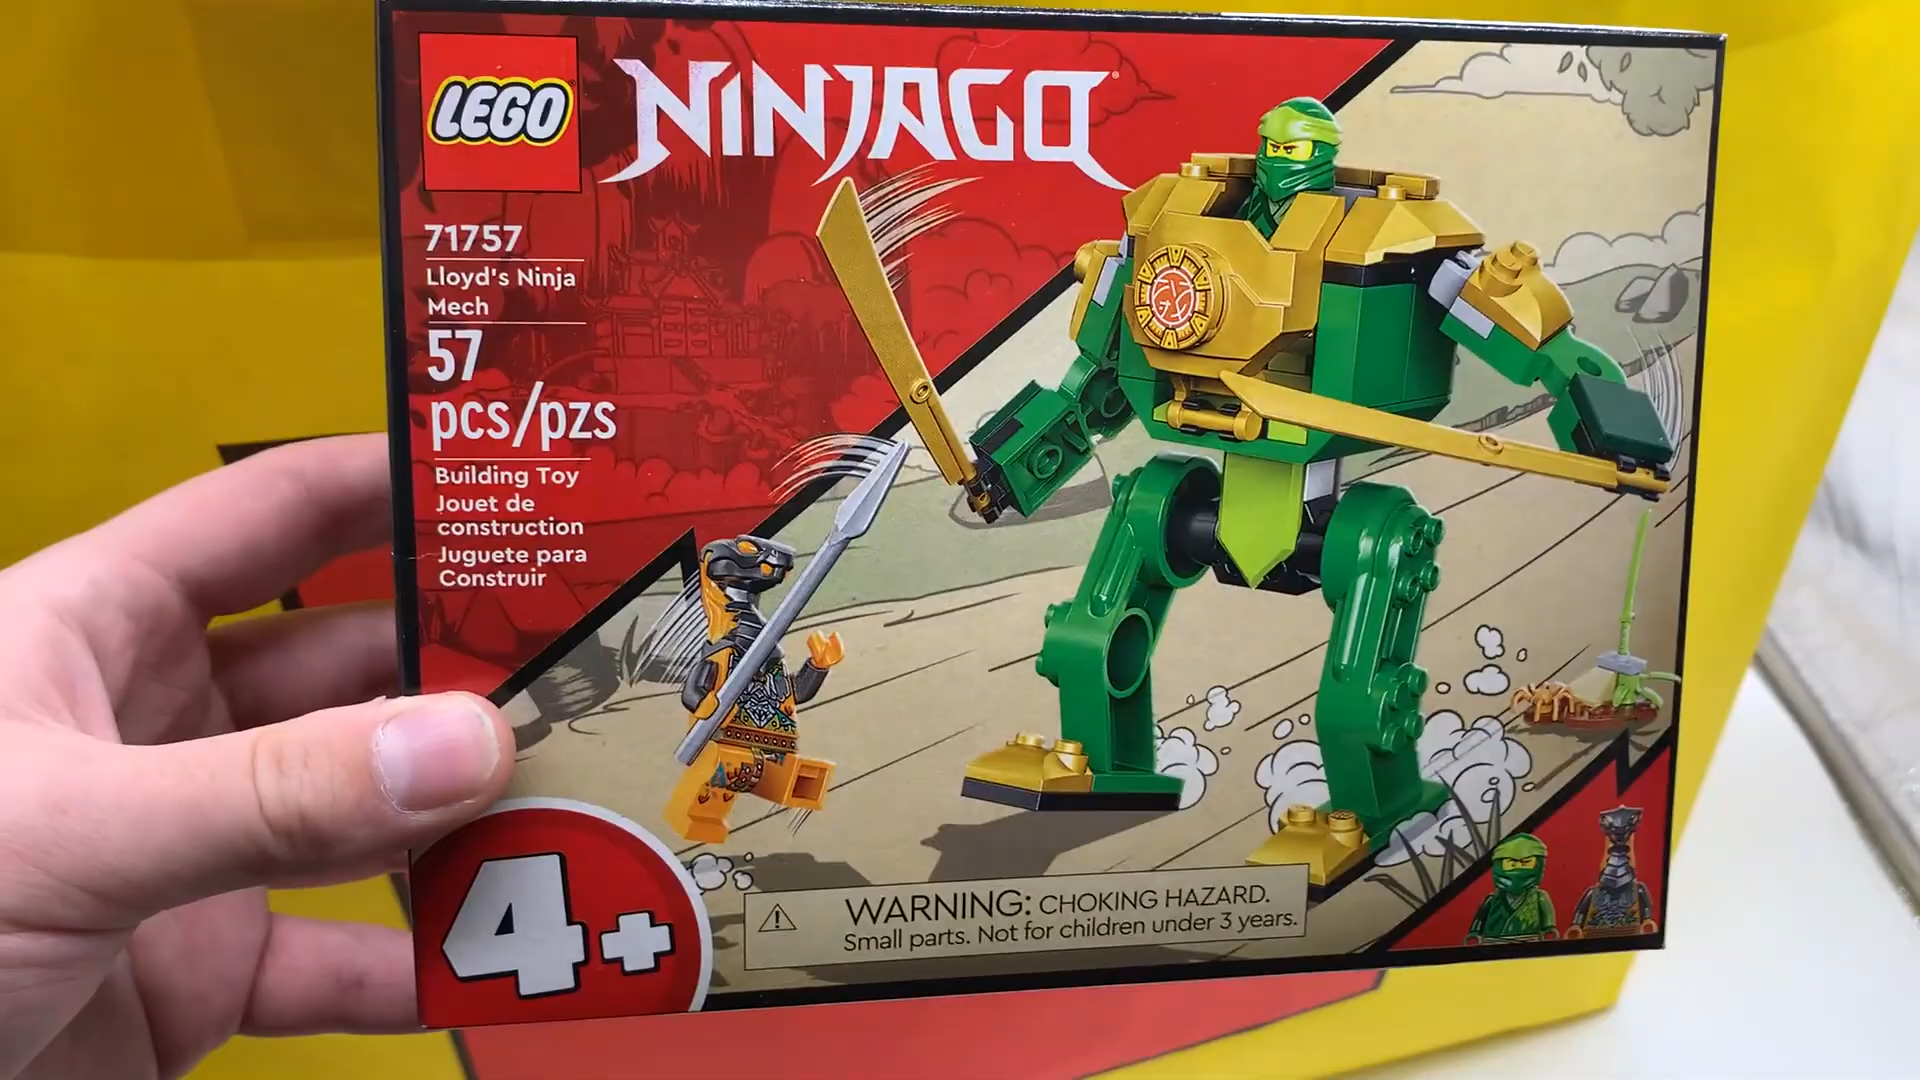 LEGO
NINJAGO
71757
Lloyd's Ninja
Mech
57
pcs/pzs
Building Toy
Jouet de
construction
Juguete para
Construir
4+
WARNING: CHOKING HAZARD.
Small parts. Not for children under 3 years.